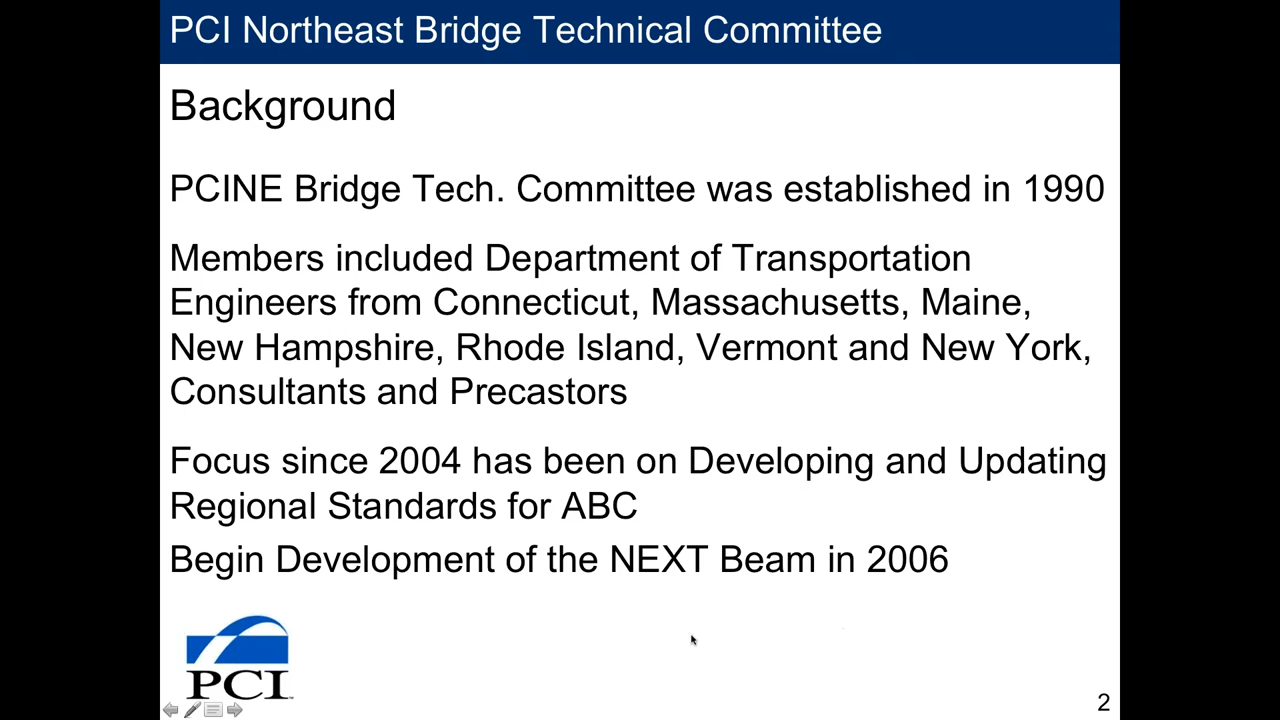 PCI Northeast Bridge Technical Committee
Background
PCINE Bridge Tech. Committee was established in 1990
Members included Department of Transportation
Engineers from Connecticut, Massachusetts, Maine,
New Hampshire, Rhode Island, Vermont and New York,
Consultants and Precastors
Focus since 2004 has been on Developing and Updating
Regional Standards for ABC
Begin Development of the NEXT Beam in 2006
PCI
2